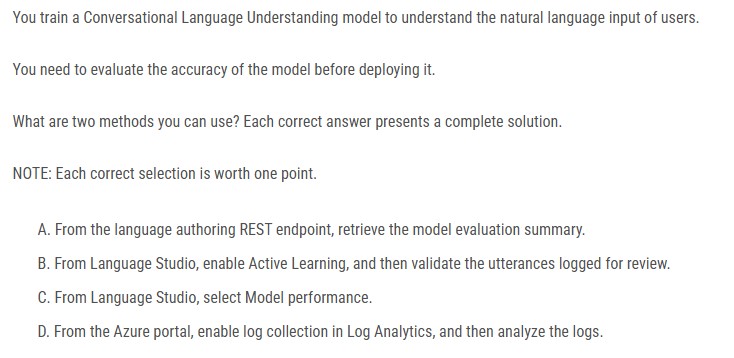 You train a Conversational Language Understanding model to understand the natural language input of users.
You need to evaluate the accuracy of the model before deploying it.
What are two methods you can use? Each correct answer presents a complete solution.
NOTE: Each correct selection is worth one point.
A. From the language authoring REST endpoint, retrieve the model evaluation summary.
B. From Language Studio, enable Active Learning, and then validate the utterances logged for review.
C. From Language Studio, select Model performance.
D. From the Azure portal, enable log collection in Log Analytics, and then analyze the logs.